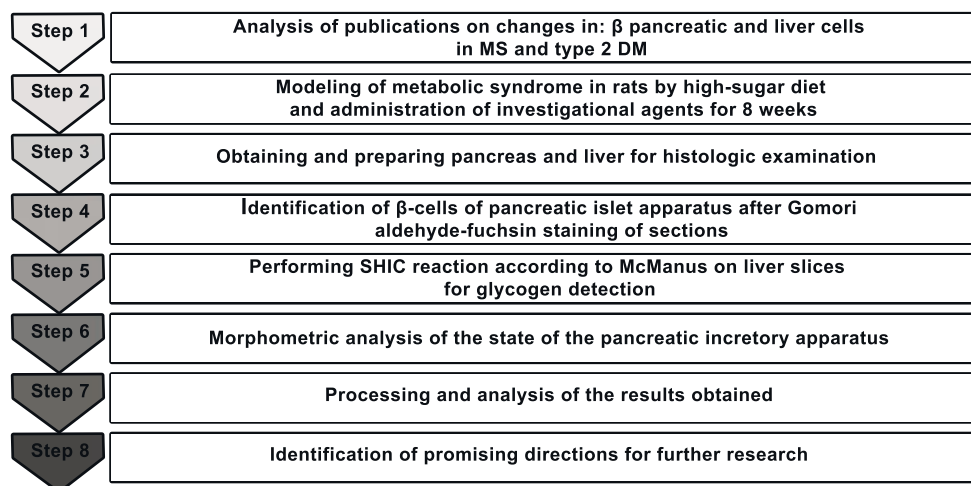 Step 1
Analysis of publications on changes in: β pancreatic and liver cells
in MS and type 2 DM
Step 2
Modeling of metabolic syndrome in rats by high-sugar diet
and administration of investigational agents for 8 weeks
Step 3
Obtaining and preparing pancreas and liver for histologic examination
Step 4
Identification of β-cells of pancreatic islet apparatus after Gomori
aldehyde-fuchsin staining of sections
Step 5
Performing SHIC reaction according to McManus on liver slices
for glycogen detection
Step 6
Morphometric analysis of the state of the pancreatic incretory apparatus
Step 7
Processing and analysis of the results obtained
Step 8
Identification of promising directions for further research